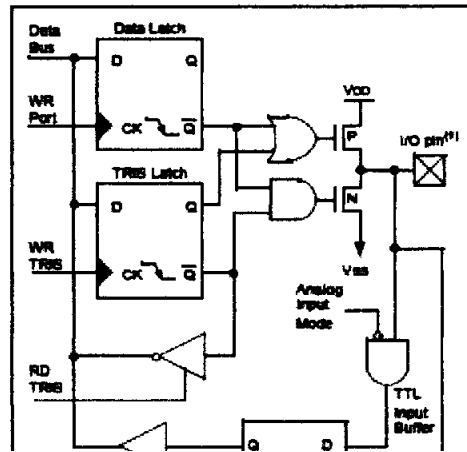 Data Latch
Data
Bus
D
Q
WR
Port
CK
Q
VDD
P
I/O pin(1)
TRIS Latch
D
Q
N
WR
TRIS
CK
Q
Vss
Analog
Input
Mode
RD
TRIS
TTL
Input
Buffer
Q
D